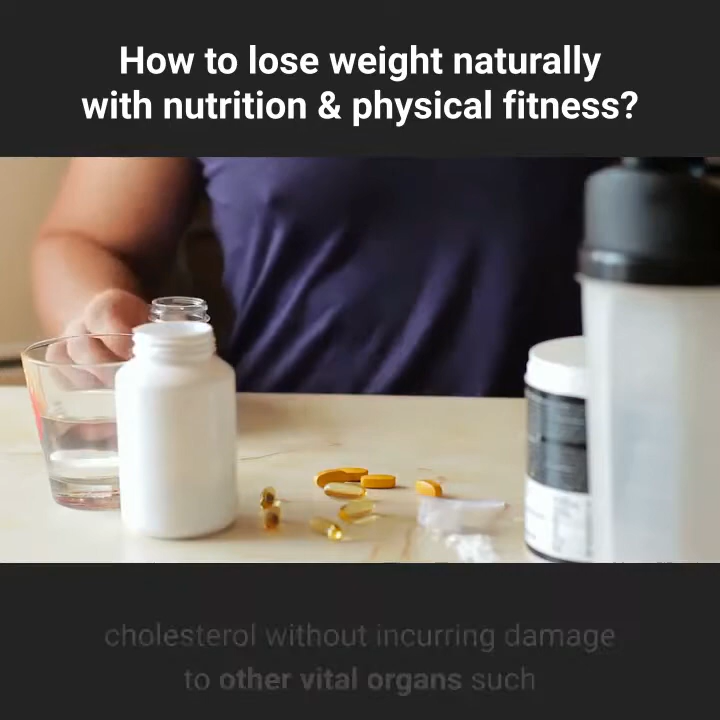 How to lose weight naturally
with nutrition & physical fitness?
cholesterol without incurring damage
to other vital organs such